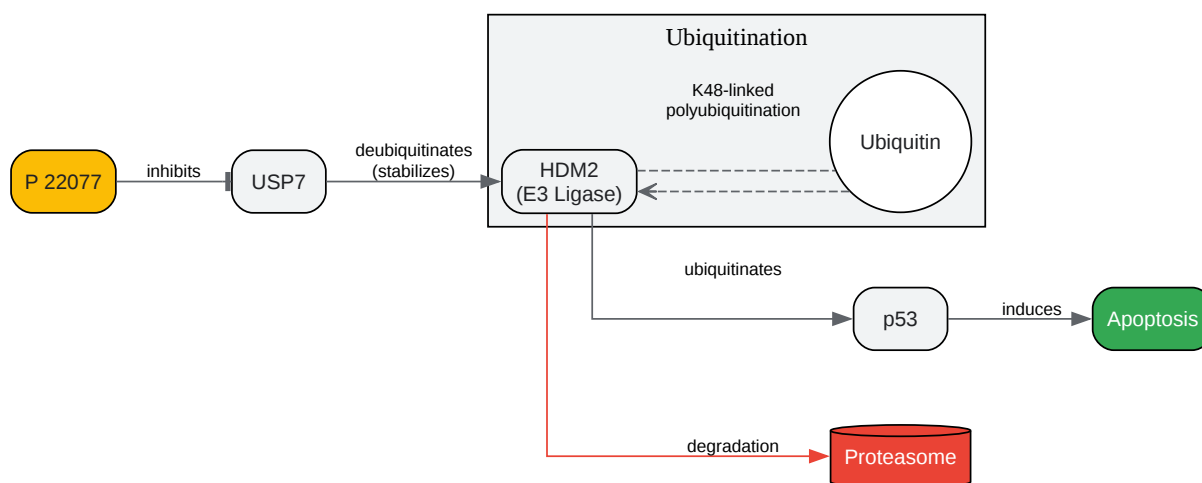 Ubiquitination
K48-linked
polyubiquitination
Ubiquitin
P 22077
inhibits
USP7
deubiquitinates
(stabilizes)
HDM2
(E3 Ligase)
ubiquitinates
p53
induces
Apoptosis
degradation
Proteasome